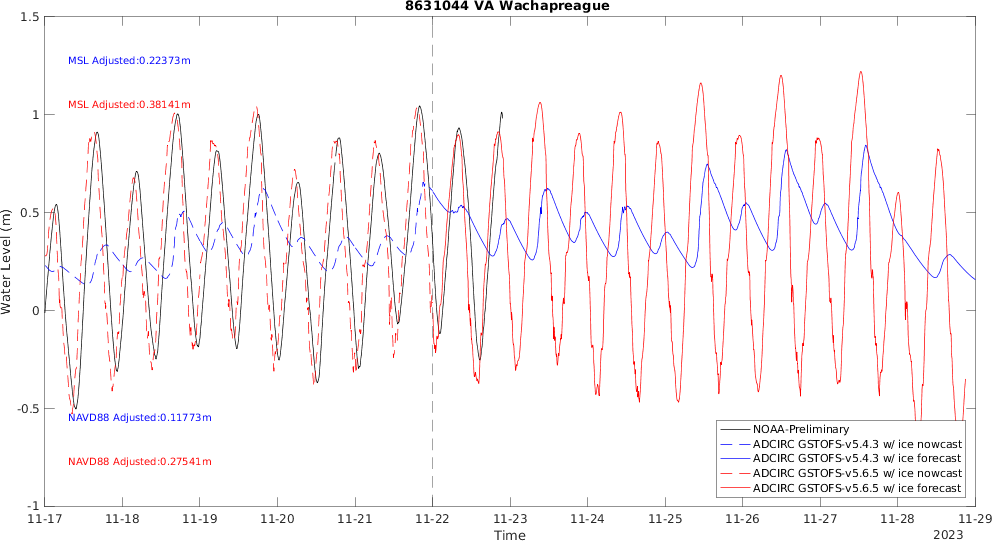 8631044 VA Wachapreague
1.5
1
0.5
0
-0.5
-1
Water Level (m)
MSL Adjusted:0.22373m
MSL Adjusted:0.38141m
NAVD88 Adjusted:0.11773m
NAVD88 Adjusted:0.27541m
NOAA-Preliminary
ADCIRC GSTOFS-v5.4.3 w/ ice nowcast
ADCIRC GSTOFS-v5.4.3 w/ ice forecast
ADCIRC GSTOFS-v5.6.5 w/ ice nowcast
ADCIRC GSTOFS-v5.6.5 w/ ice forecast
11-17 11-18 11-19 11-20 11-21 11-22 11-23 11-24 11-25 11-26 11-27 11-28 11-29
Time
2023